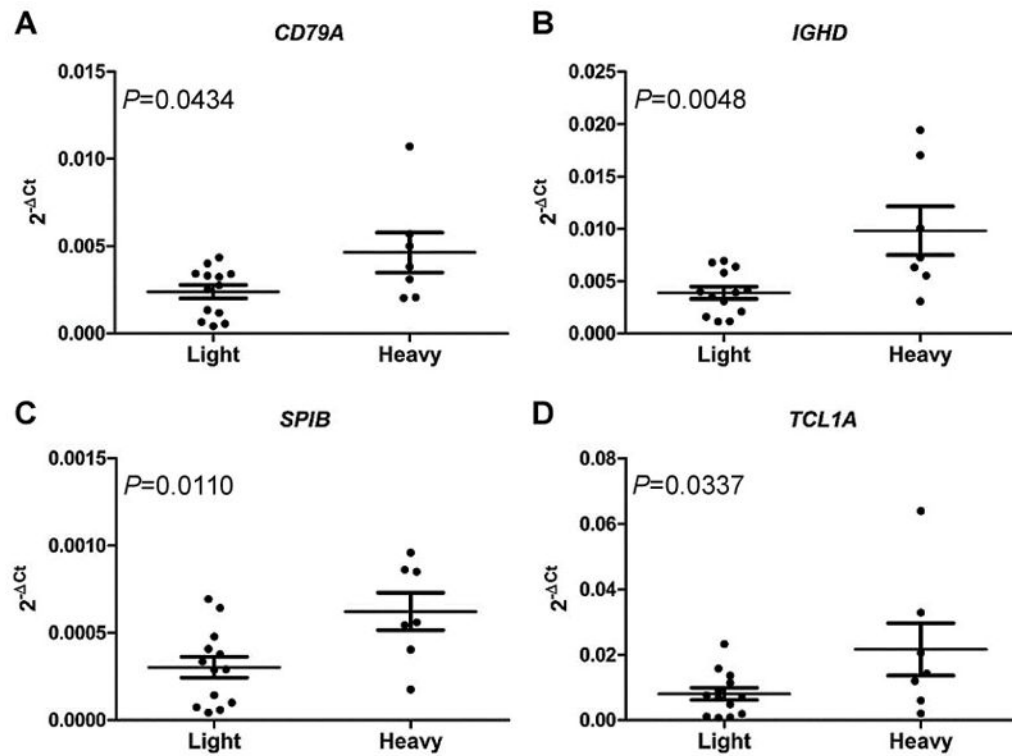 A
CD79A
0.015
P=0.0434
0.010
2^-ΔCt
0.005
0.000
Light Heavy
B
IGHD
0.025
P=0.0048
0.020
0.015
2^-ΔCt
0.010
0.005
0.000
Light Heavy
C
SPIB
0.0015
P=0.0110
0.0010
2^-ΔCt
0.0005
0.0000
Light Heavy
D
TCL1A
0.08
P=0.0337
0.06
0.04
2^-ΔCt
0.02
0.00
Light Heavy